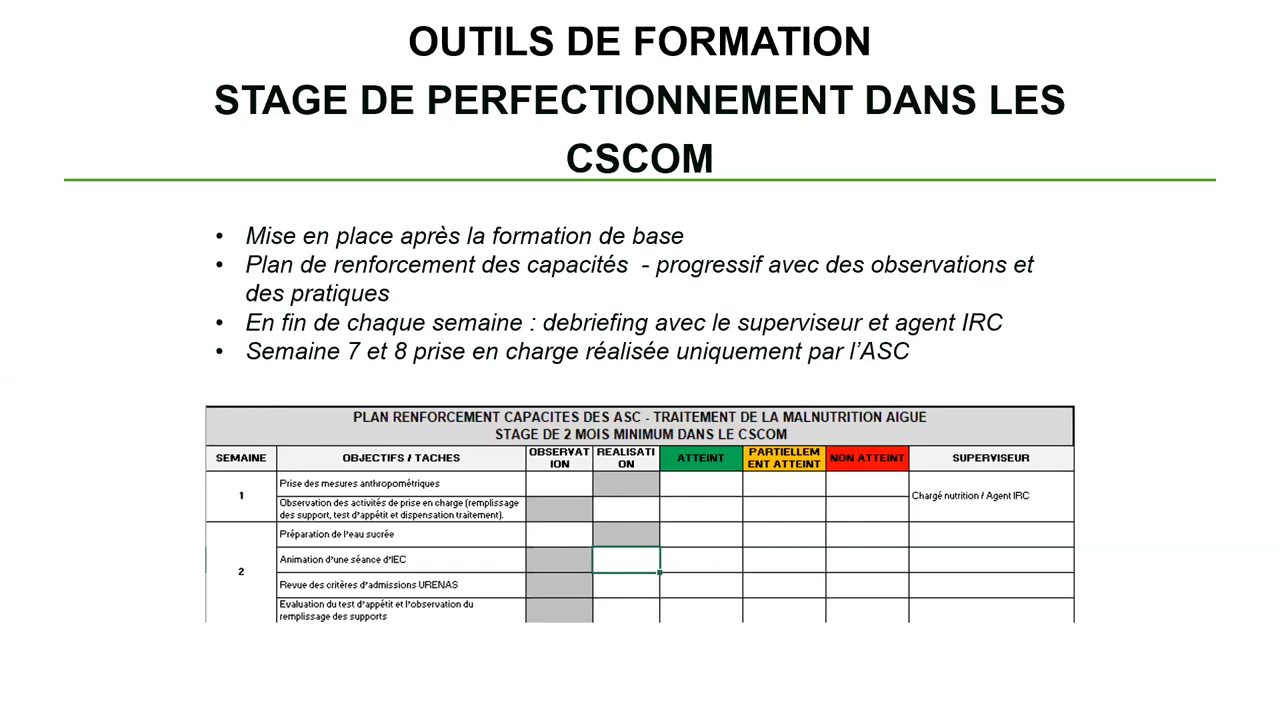 OUTILS DE FORMATION
STAGE DE PERFECTIONNEMENT DANS LES
CSCOM
• Mise en place après la formation de base
• Plan de renforcement des capacités - progressif avec des observations et
des pratiques
• En fin de chaque semaine : debriefing avec le superviseur et agent IRC
• Semaine 7 et 8 prise en charge réalisée uniquement par l'ASC
PLAN RENFORCEMENT CAPACITES DES ASC - TRAITEMENT DE LA MALNUTRITION AIGUE
STAGE DE 2 MOIS MINIMUM DANS LE CSCOM
SEMAINE
OBJECTIFS / TACHES
OBSERVAT
ION
REALISATI
ON
ATTEINT
PARTIELLEM
ENT ATTEINT
NON ATTEINT
SUPERVISEUR
1
Prise des mesures anthropométriques
Observation des activités de prise en charge (remplissage
des support, test d'appétit et dispensation traitement).
Chargé nutrition / Agent IRC
2
Préparation de l'eau sucrée
Animation d'une séance d'IEC
Revue des critères d'admissions URENAS
Evaluation du test d'appétit et l'observation du
remplissage des supports